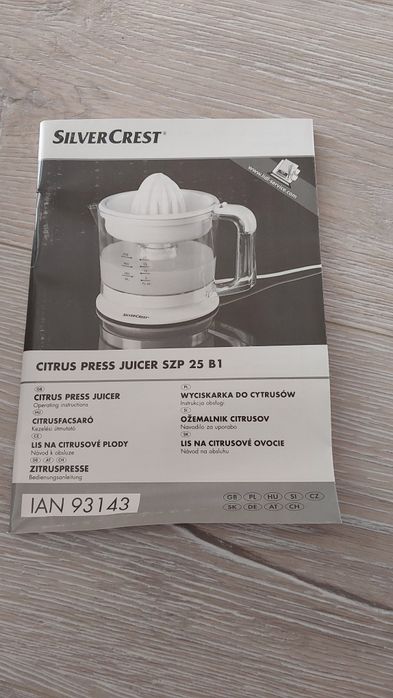 SILVERCREST®
www.lidl-service.com
SILVERCREST
CITRUS PRESS JUICER SZP 25 B1
GB
CITRUS PRESS JUICER
Operating instructions
HU
CITRUSFACSARÓ
Kezelési útmutató
CZ
LIS NA CITRUSOVÉ PLODY
Návod k obsluze
DE AT CH
ZITRUSPRESSE
Bedienungsanleitung
PL
WYCISKARKA DO CYTRUSÓW
Instrukcja obsługi
SI
OŽEMALNIK CITRUSOV
Navodilo za uporabo
SK
LIS NA CITRUSOVÉ OVOCIE
Návod na obsluhu
IAN 93143
GB PL HU SI CZ
SK DE AT CH